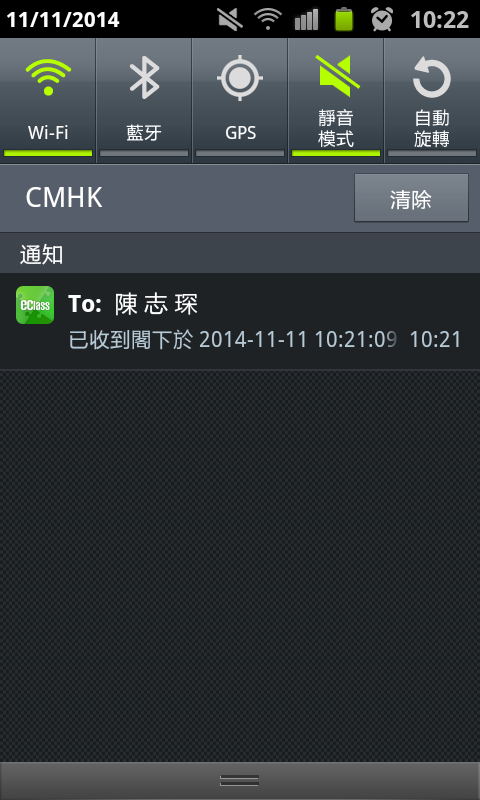 11/11/2014 10:22
Wi-Fi
藍牙
GPS
靜音
模式
自動
旋轉
CMHK
清除
通知
eClass
To: 陳 志 琛
已收到閣下於 2014-11-11 10:21:09 10:21